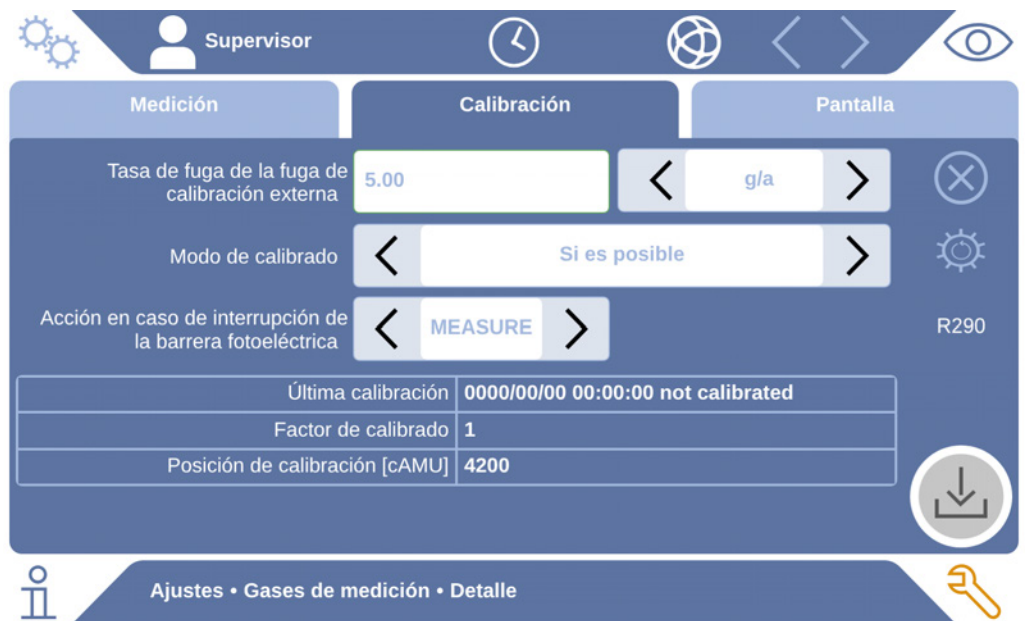 Supervisor
Medición
Calibración
Pantalla
Tasa de fuga de la fuga de
calibración externa
5.00
g/a
Modo de calibrado
Si es posible
Acción en caso de interrupción de
la barrera fotoeléctrica
MEASURE
R290
Última calibración 0000/00/00 00:00:00 not calibrated
Factor de calibrado 1
Posición de calibración [cAMU] 4200
Ajustes • Gases de medición • Detalle